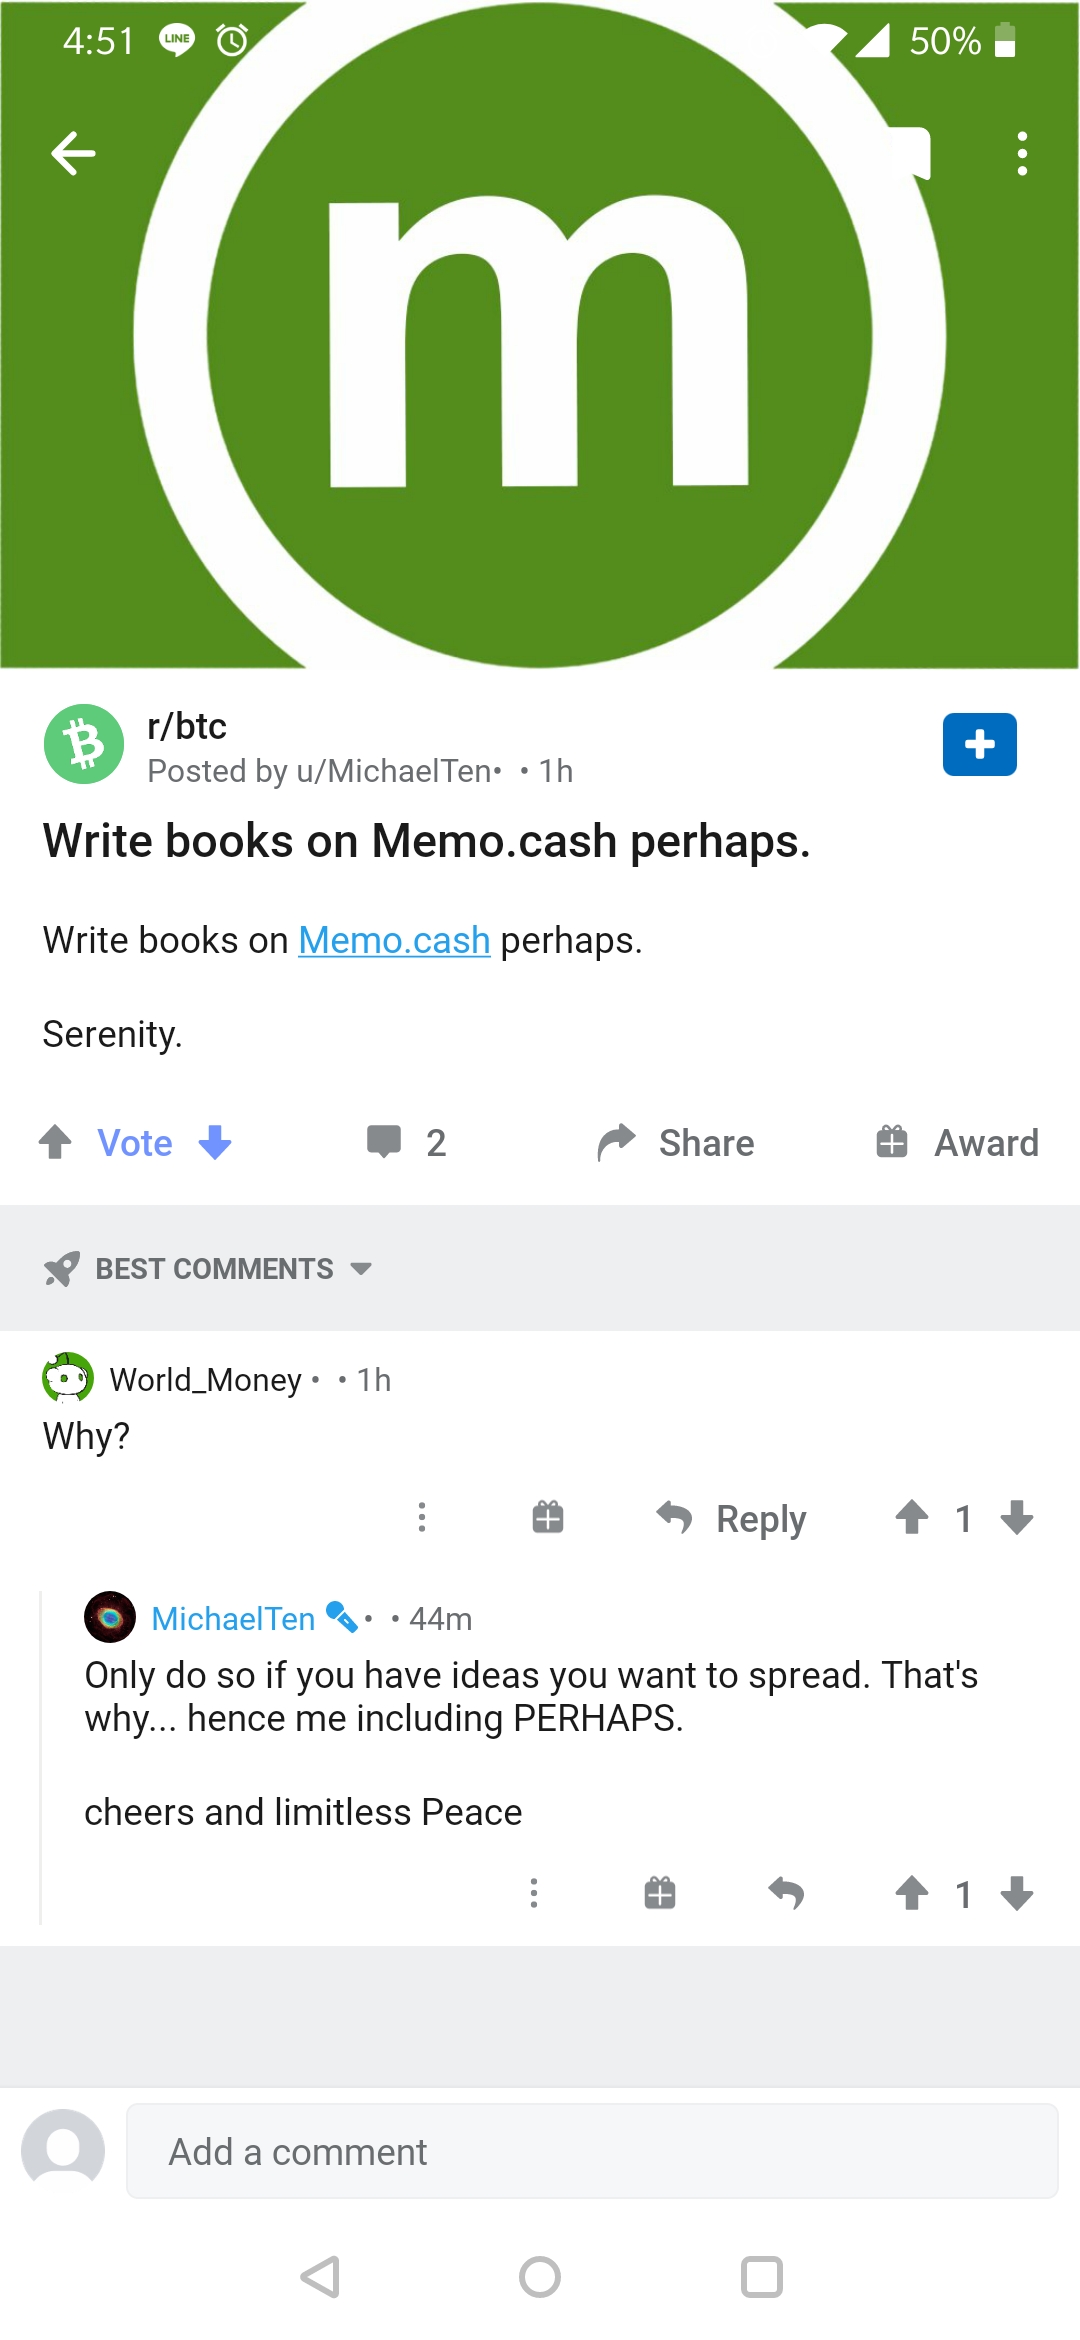 4:51 LINE 50%
m
r/btc
Posted by u/MichaelTen• • 1h
Write books on Memo.cash perhaps.
Write books on Memo.cash perhaps.
Serenity.
Vote 2 Share Award
BEST COMMENTS
World_Money • • 1h
Why?
Reply 1
MichaelTen • • 44m
Only do so if you have ideas you want to spread. That's
why... hence me including PERHAPS.
cheers and limitless Peace
1
Add a comment